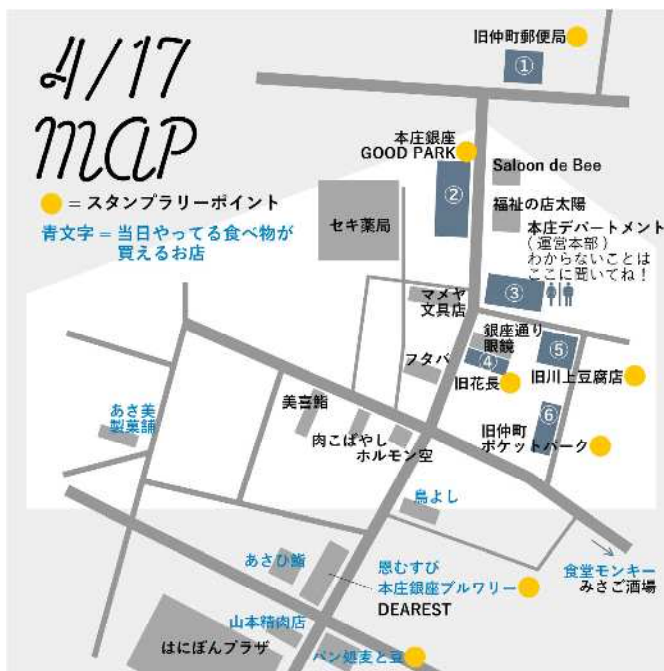 4/17
MAP
= スタンプラリーポイント
青文字 = 当日やってる食べ物が
買えるお店
旧仲町郵便局
①
本庄銀座
GOOD PARK
②
Saloon de Bee
福祉の店太陽
セキ薬局
本庄デパートメント
(運営本部)
わからないことは
ここに聞いてね!
③
マメヤ
文具店
銀座通り
眼鏡
④
⑤
フタバ
旧花長
旧川上豆腐店
⑥
美喜鮨
あさ美
製菓舗
肉こばやし
ホルモン空
旧仲町
ポケットパーク
鳥よし
あさひ鮨
恩むすび
本庄銀座ブルワリー
DEAREST
食堂モンキー
みさご酒場
山本精肉店
はにぽんプラザ
パン処麦と豆